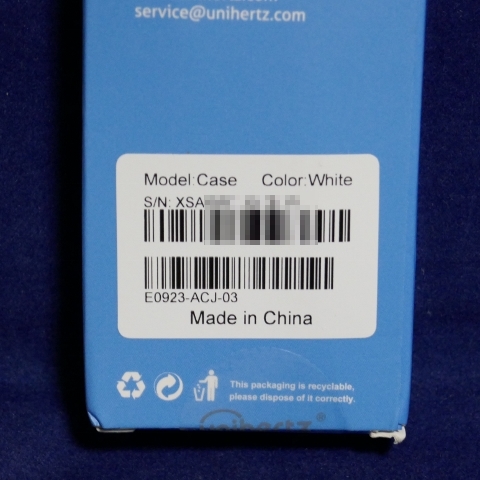 service@unihertz.com
Model:Case Color:White
S/N: XSA
E0923-ACJ-03
Made in China
This packaging is recyclable,
please dispose of it correctly.
unihertz